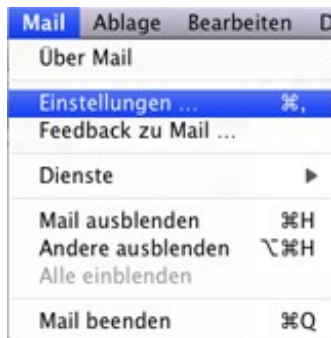 Mail Ablage Bearbeiten
Über Mail
Einstellungen ... ⌘,
Feedback zu Mail ...
Dienste ▶
Mail ausblenden ⌘H
Andere ausblenden ⌥⌘H
Alle einblenden
Mail beenden ⌘Q